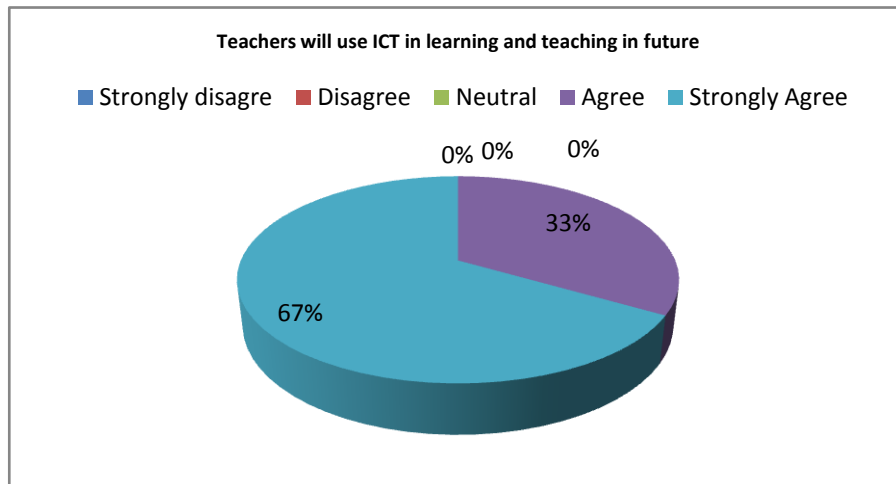 Teachers will use ICT in learning and teaching in future
Strongly disagre Disagree Neutral Agree Strongly Agree
0% 0% 0%
33%
67%